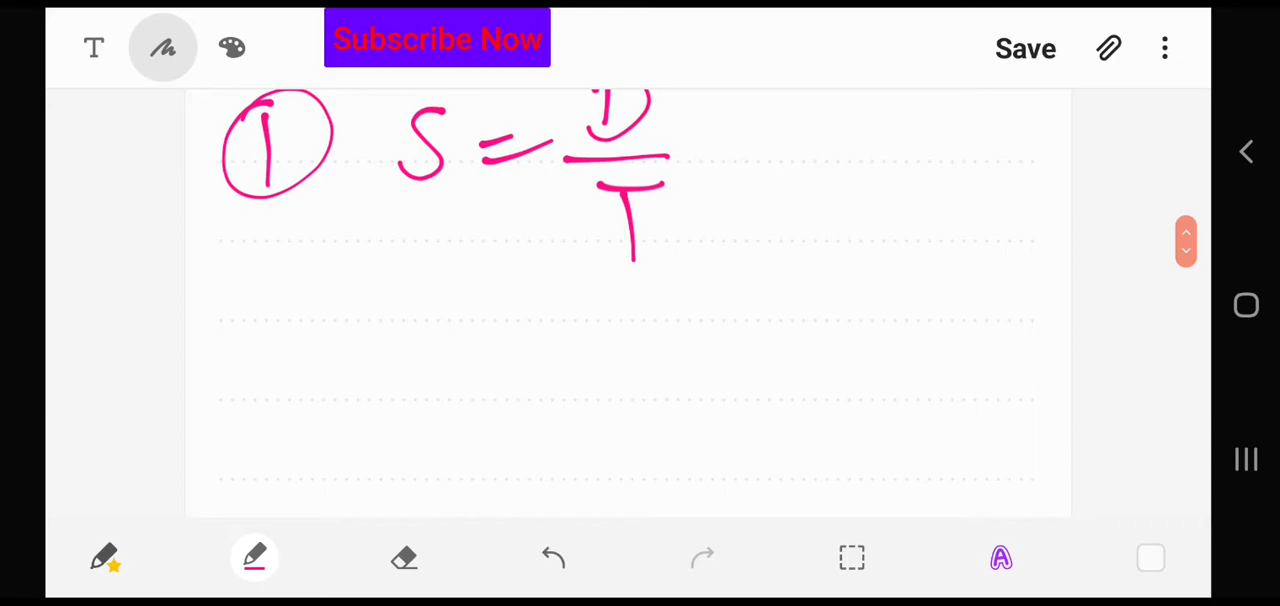 T
Subscribe Now
Save
① S = D/T
A